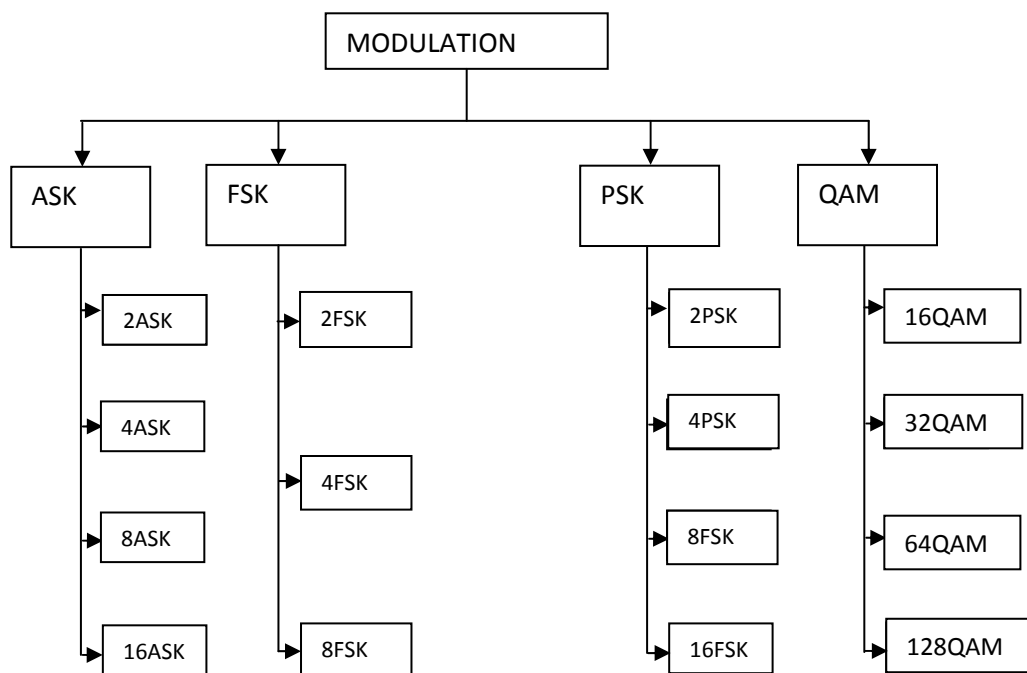 MODULATION
ASK
FSK
PSK
QAM
2ASK
2FSK
2PSK
16QAM
4ASK
4FSK
4PSK
32QAM
8ASK
8FSK
64QAM
16ASK
8FSK
16FSK
128QAM